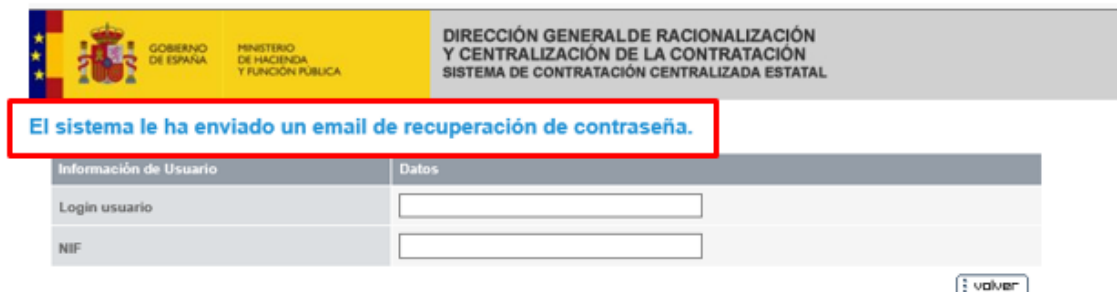 GOBIERNO
DE ESPAÑA
MINISTERIO
DE HACIENDA
Y FUNCIÓN PÚBLICA
DIRECCIÓN GENERALDE RACIONALIZACIÓN
Y CENTRALIZACIÓN DE LA CONTRATACIÓN
SISTEMA DE CONTRATACIÓN CENTRALIZADA ESTATAL
El sistema le ha enviado un email de recuperación de contraseña.
Información de Usuario Datos
Login usuario
NIF
volver